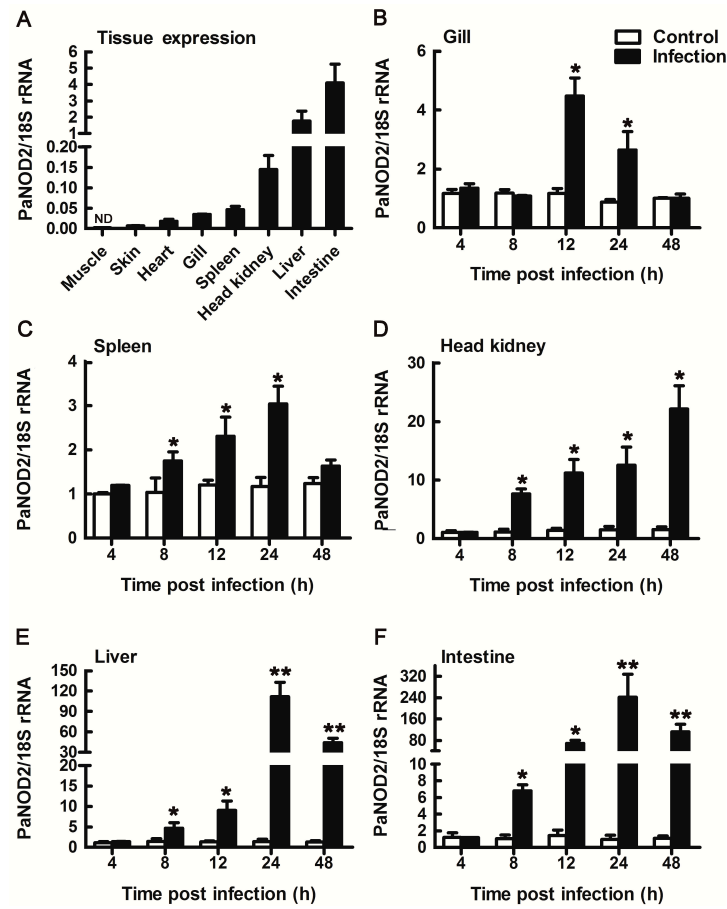 A
Tissue expression
PaNOD2/18S rRNA
6
5
4
3
2
1
0.20
0.15
0.10
0.05
0.00
ND
Muscle
Skin
Heart
Gill
Spleen
Head kidney
Liver
Intestine
B
Gill
Control
Infection
PaNOD2/18S rRNA
6
4
2
0
* *
4 8 12 24 48
Time post infection (h)
C
Spleen
PaNOD2/18S rRNA
4
3
2
1
0
* * *
4 8 12 24 48
Time post infection (h)
D
Head kidney
PaNOD2/18S rRNA
30
20
10
0
* * * *
4 8 12 24 48
Time post infection (h)
E
Liver
PaNOD2/18S rRNA
150
120
90
60
30
20
15
10
5
0
* * ** **
4 8 12 24 48
Time post infection (h)
F
Intestine
PaNOD2/18S rRNA
320
240
160
80
10
8
6
4
2
0
* * ** **
4 8 12 24 48
Time post infection (h)